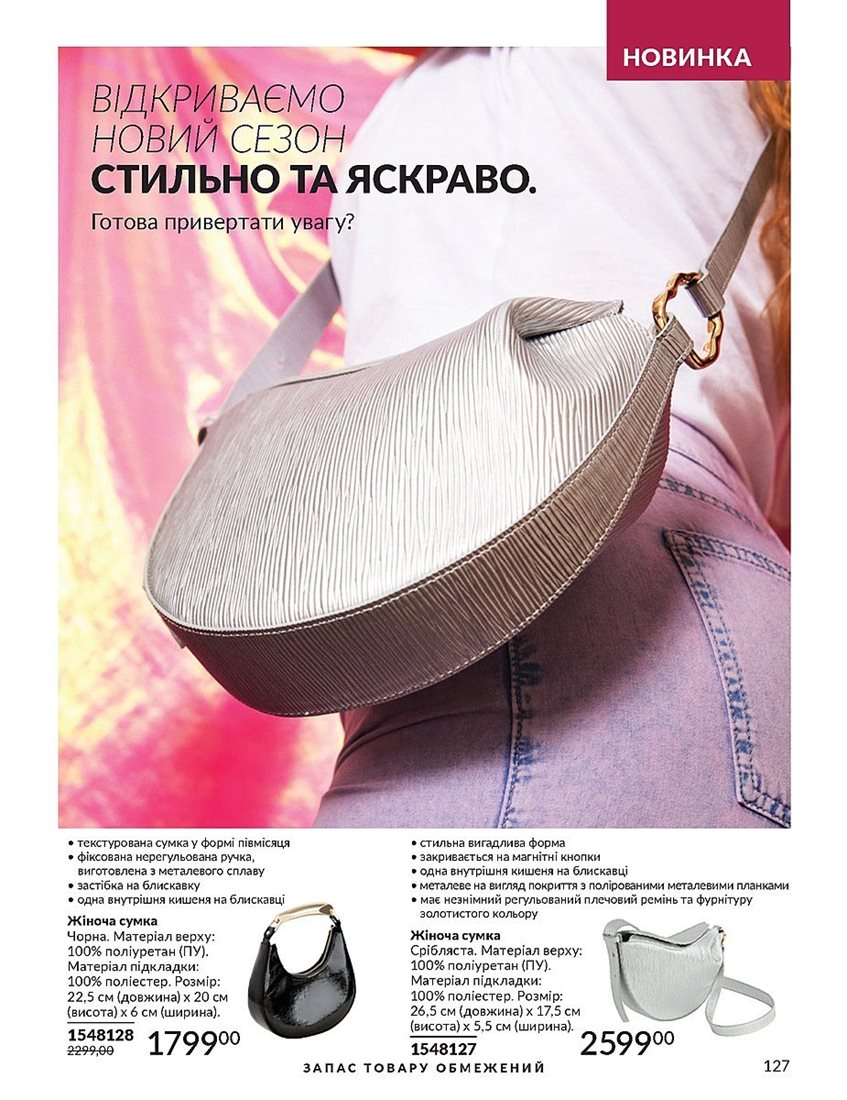 НОВИНКА
ВІДКРИВАЄМО
НОВИЙ СЕЗОН
СТИЛЬНО ТА ЯСКРАВО.
Готова привертати увагу?
• текстурована сумка у формі півмісяця
• фіксована нерегульована ручка,
виготовлена з металевого сплаву
• застібка на блискавку
• одна внутрішня кишеня на блискавці
Жіноча сумка
Чорна. Матеріал верху:
100% поліуретан (ПУ).
Матеріал підкладки:
100% поліестер. Розмір:
22,5 см (довжина) x 20 см
(висота) x 6 см (ширина).
1548128
2299,00
179900
• стильна вигадлива форма
• закривається на магнітні кнопки
• одна внутрішня кишеня на блискавці
• металеве на вигляд покриття з полірованими металевими планками
• має незнімний регульований плечовий ремінь та фурнітуру
золотистого кольору
Жіноча сумка
Срібляста. Матеріал верху:
100% поліуретан (ПУ).
Матеріал підкладки:
100% поліестер. Розмір:
26,5 см (довжина) x 17,5 см
(висота) x 5,5 см (ширина).
1548127
259900
ЗАПАС ТОВАРУ ОБМЕЖЕНИЙ
127